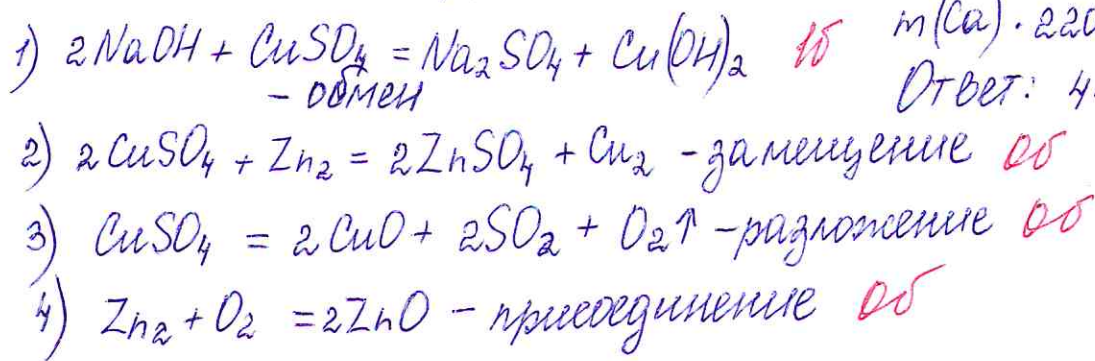 1) 2NaOH + CuSO₄ = Na₂SO₄ + Cu(OH)₂ 1б m(Ca) · 220
- обмен Ответ: 4
2) 2CuSO₄ + Zn₂ = 2ZnSO₄ + Cu₂ - замещение 0б
3) CuSO₄ = 2CuO + 2SO₂ + O₂↑ - разложение 0б
4) Zn₂ + O₂ = 2ZnO - присоединение 0б